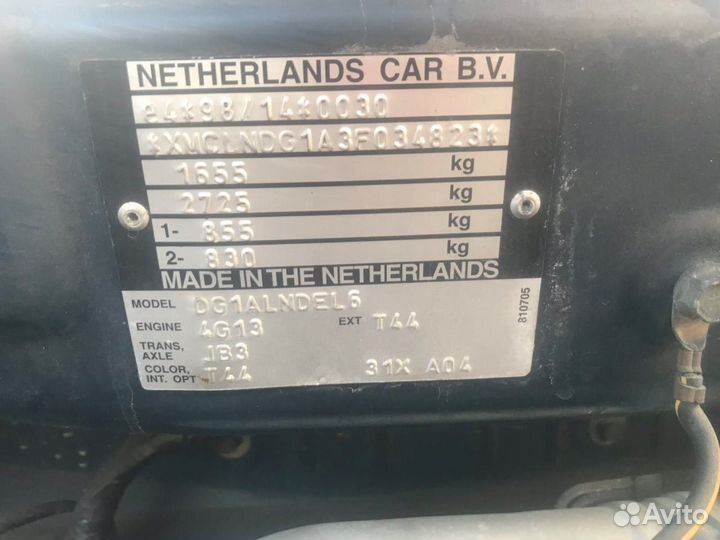 NETHERLANDS CAR B.V.
e4*98/14*0030
*XMCLNDG1A3F034823*
1655 kg
2725 kg
1- 855 kg
2- 830 kg
MADE IN THE NETHERLANDS
MODEL DG1ALNDEL6
ENGINE 4G13 EXT T44
TRANS,
AXLE JB3
COLOR,
INT. OPT T44 31X A04
810705
Avito